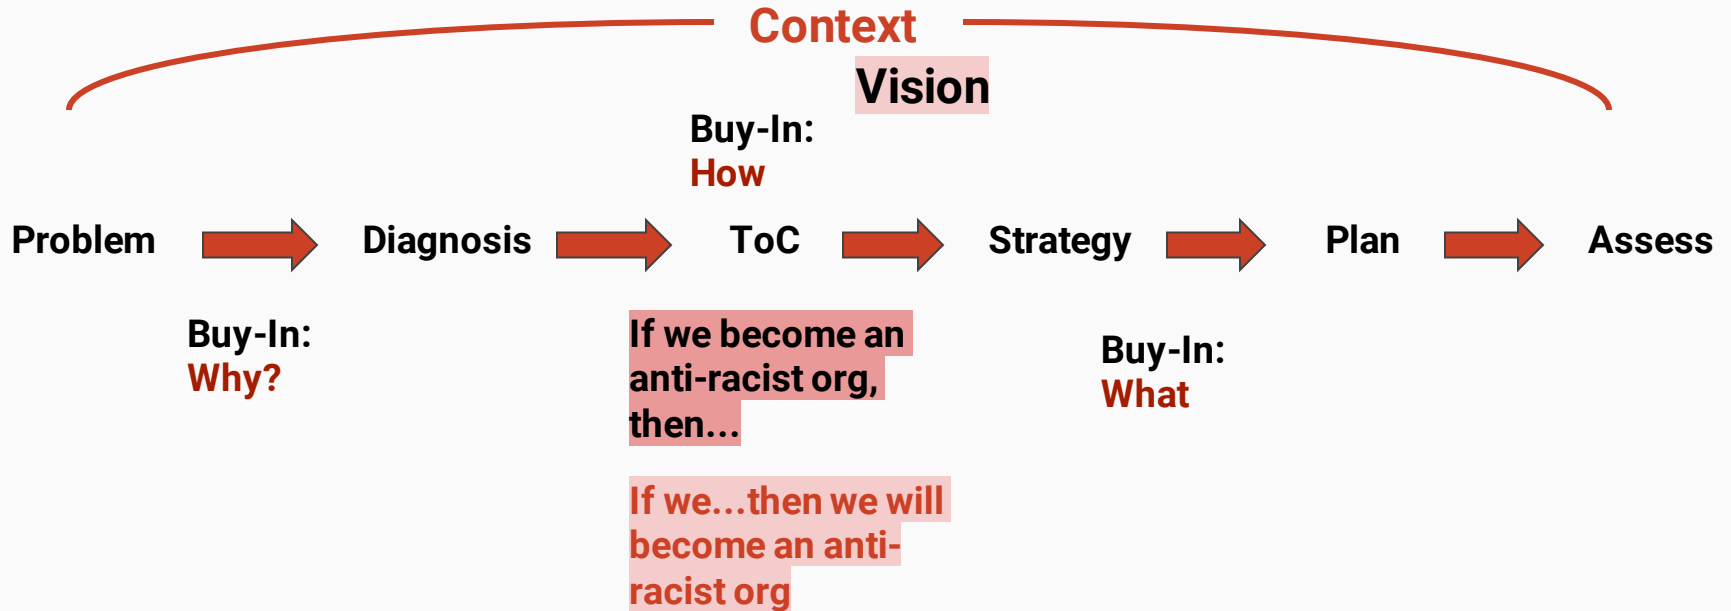 Context
Vision
Buy-In:
How
Problem
Diagnosis
ToC
Strategy
Plan
Assess
Buy-In:
Why?
If we become an
anti-racist org,
then...
Buy-In:
What
If we...then we will
become an anti-
racist org